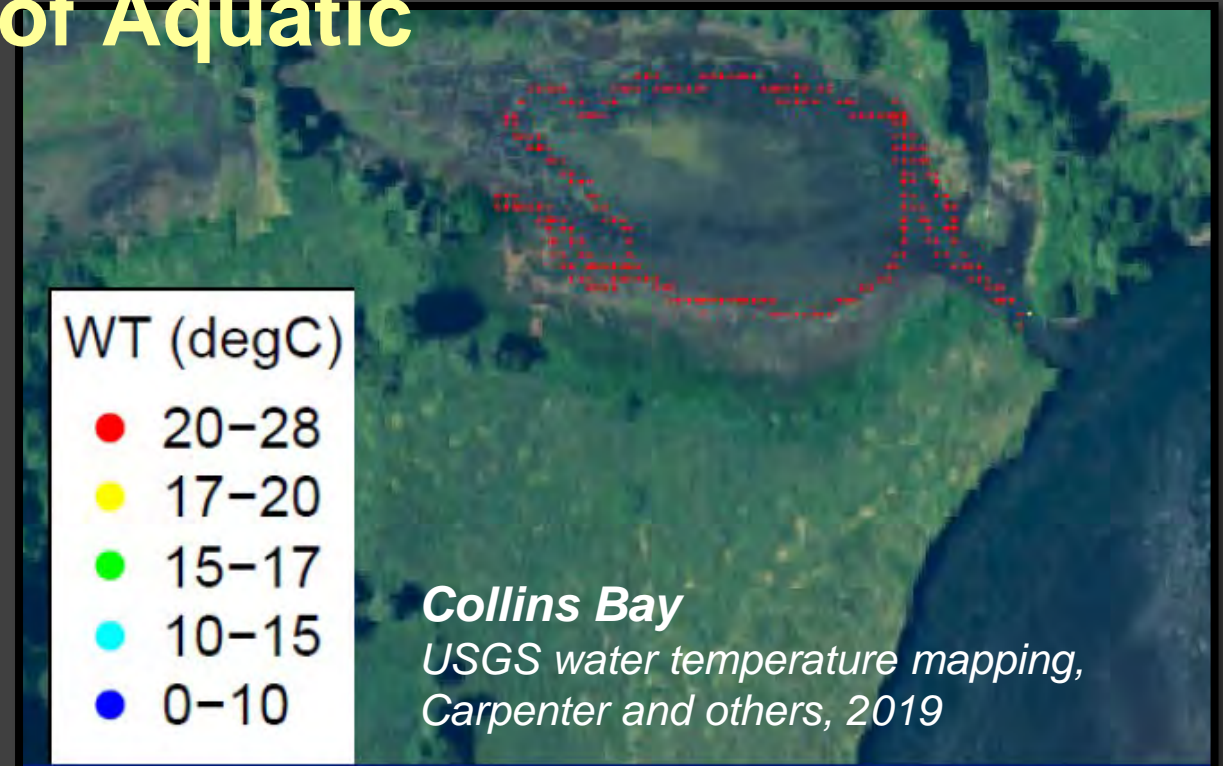 of Aquatic
WT (degC)
20−28
17−20
15−17
10−15
0−10
Collins Bay
USGS water temperature mapping,
Carpenter and others, 2019